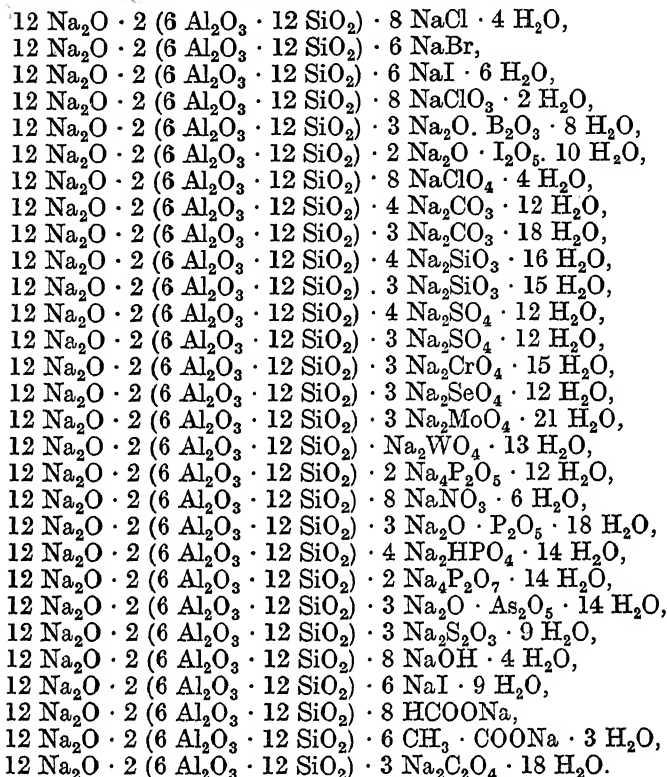 12 Na₂O · 2 (6 Al₂O₃ · 12 SiO₂) · 8 NaCl · 4 H₂O,
12 Na₂O · 2 (6 Al₂O₃ · 12 SiO₂) · 6 NaBr,
12 Na₂O · 2 (6 Al₂O₃ · 12 SiO₂) · 6 NaI · 6 H₂O,
12 Na₂O · 2 (6 Al₂O₃ · 12 SiO₂) · 8 NaClO₃ · 2 H₂O,
12 Na₂O · 2 (6 Al₂O₃ · 12 SiO₂) · 3 Na₂O. B₂O₃ · 8 H₂O,
12 Na₂O · 2 (6 Al₂O₃ · 12 SiO₂) · 2 Na₂O · I₂O₅. 10 H₂O,
12 Na₂O · 2 (6 Al₂O₃ · 12 SiO₂) · 8 NaClO₄ · 4 H₂O,
12 Na₂O · 2 (6 Al₂O₃ · 12 SiO₂) · 4 Na₂CO₃ · 12 H₂O,
12 Na₂O · 2 (6 Al₂O₃ · 12 SiO₂) · 3 Na₂CO₃ · 18 H₂O,
12 Na₂O · 2 (6 Al₂O₃ · 12 SiO₂) · 4 Na₂SiO₃ · 16 H₂O,
12 Na₂O · 2 (6 Al₂O₃ · 12 SiO₂) . 3 Na₂SiO₃ · 15 H₂O,
12 Na₂O · 2 (6 Al₂O₃ · 12 SiO₂) · 4 Na₂SO₄ · 12 H₂O,
12 Na₂O · 2 (6 Al₂O₃ · 12 SiO₂) · 3 Na₂SO₄ · 12 H₂O,
12 Na₂O · 2 (6 Al₂O₃ · 12 SiO₂) · 3 Na₂CrO₄ · 15 H₂O,
12 Na₂O · 2 (6 Al₂O₃ · 12 SiO₂) · 3 Na₂SeO₄ · 12 H₂O,
12 Na₂O · 2 (6 Al₂O₃ · 12 SiO₂) · 3 Na₂MoO₄ · 21 H₂O,
12 Na₂O · 2 (6 Al₂O₃ · 12 SiO₂) · Na₂WO₄ · 13 H₂O,
12 Na₂O · 2 (6 Al₂O₃ · 12 SiO₂) · 2 Na₄P₂O₅ · 12 H₂O,
12 Na₂O · 2 (6 Al₂O₃ · 12 SiO₂) · 8 NaNO₃ · 6 H₂O,
12 Na₂O · 2 (6 Al₂O₃ · 12 SiO₂) · 3 Na₂O · P₂O₅ · 18 H₂O,
12 Na₂O · 2 (6 Al₂O₃ · 12 SiO₂) · 4 Na₂HPO₄ · 14 H₂O,
12 Na₂O · 2 (6 Al₂O₃ · 12 SiO₂) · 2 Na₄P₂O₇ · 14 H₂O,
12 Na₂O · 2 (6 Al₂O₃ · 12 SiO₂) · 3 Na₂O · As₂O₅ · 14 H₂O,
12 Na₂O · 2 (6 Al₂O₃ · 12 SiO₂) · 3 Na₂S₂O₃ · 9 H₂O,
12 Na₂O · 2 (6 Al₂O₃ · 12 SiO₂) · 8 NaOH · 4 H₂O,
12 Na₂O · 2 (6 Al₂O₃ · 12 SiO₂) · 6 NaI · 9 H₂O,
12 Na₂O · 2 (6 Al₂O₃ · 12 SiO₂) · 8 HCOONa,
12 Na₂O · 2 (6 Al₂O₃ · 12 SiO₂) · 6 CH₃ · COONa · 3 H₂O,
12 Na₂O · 2 (6 Al₂O₃ · 12 SiO₂) · 3 Na₂C₂O₄ · 18 H₂O.